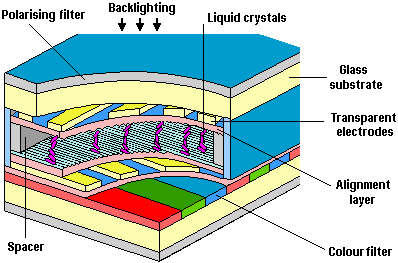 Backlighting
Polarising filter
Liquid crystals
Glass
substrate
Transparent
electrodes
Alignment
layer
Spacer
Colour filter